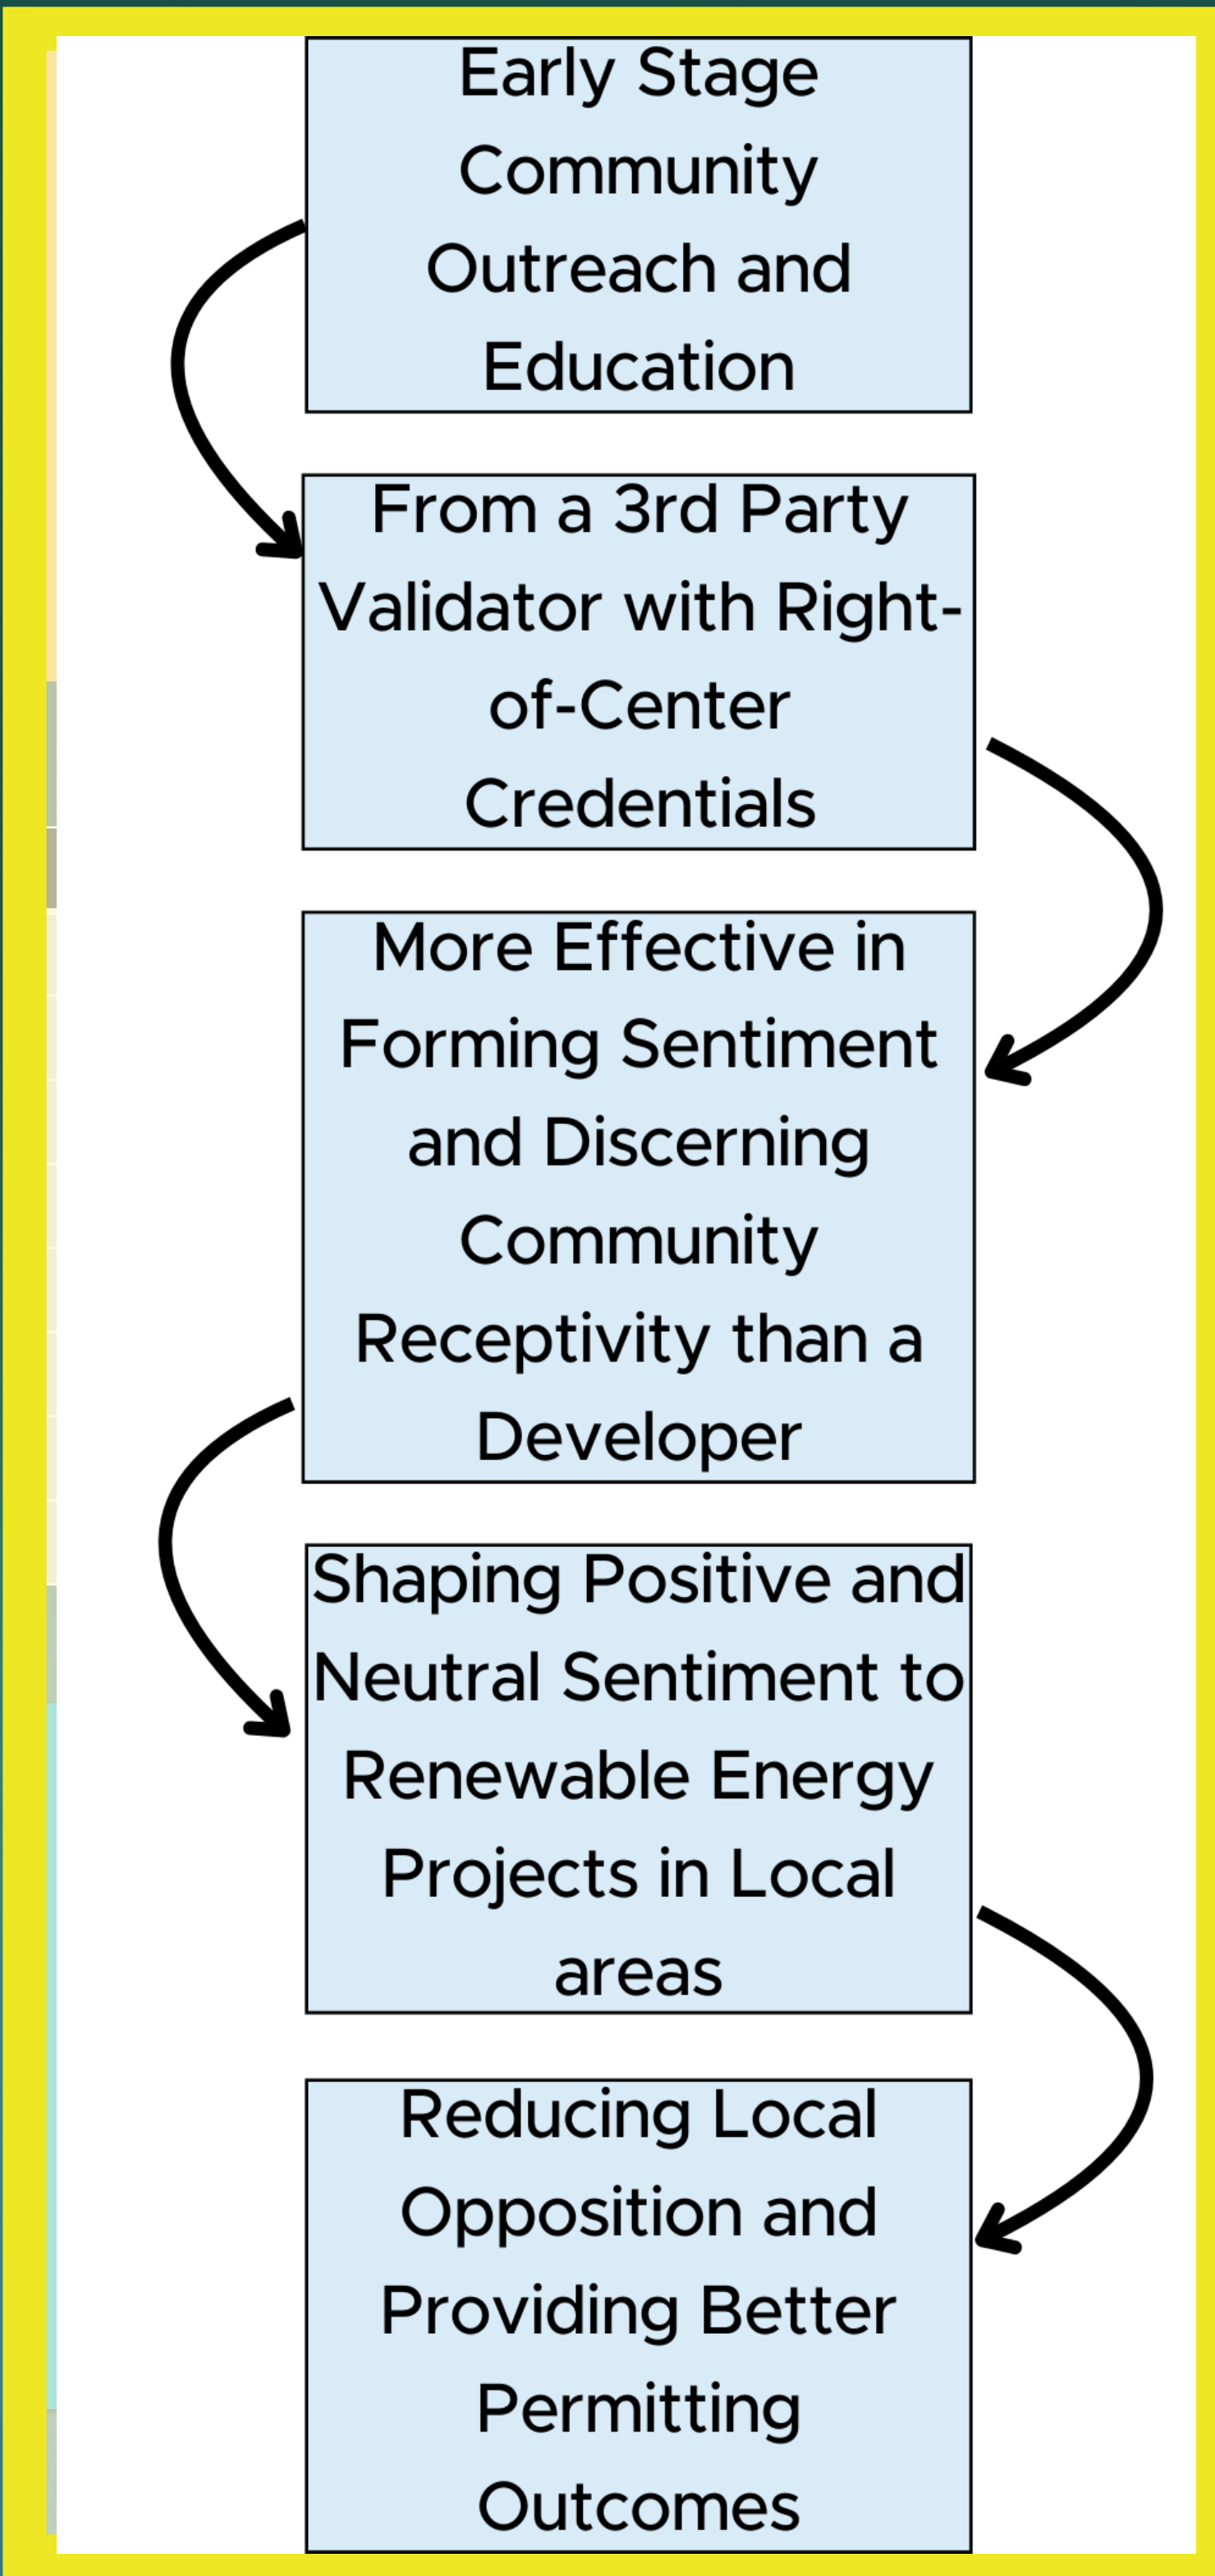 Early Stage
Community
Outreach and
Education
From a 3rd Party
Validator with Right-
of-Center
Credentials
More Effective in
Forming Sentiment
and Discerning
Community
Receptivity than a
Developer
Shaping Positive and
Neutral Sentiment to
Renewable Energy
Projects in Local
areas
Reducing Local
Opposition and
Providing Better
Permitting
Outcomes